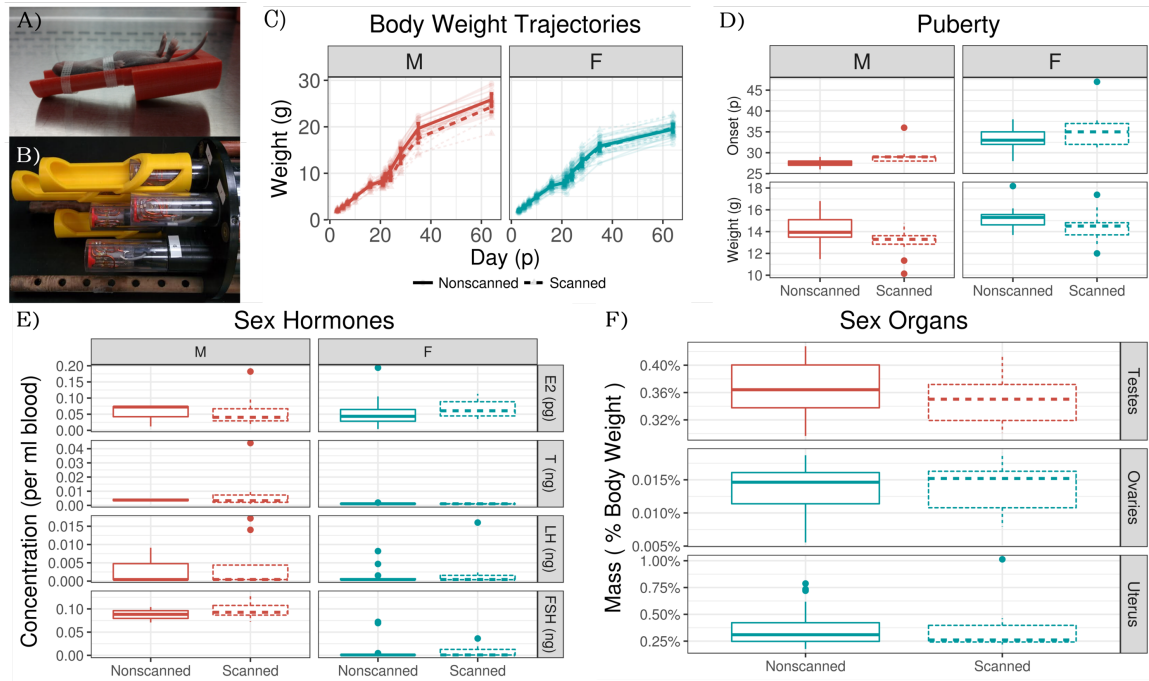 A)
B)
C)
Body Weight Trajectories
M
F
Weight (g)
30
20
10
0
0
20
40
60
0
20
40
60
Day (p)
Nonscanned
Scanned
D)
Puberty
M
F
Onset (p)
45
40
35
30
25
Weight (g)
18
16
14
12
10
Nonscanned
Scanned
Nonscanned
Scanned
E)
Sex Hormones
M
F
Concentration (per ml blood)
0.20
0.15
0.10
0.05
0.00
E2 (pg)
0.04
0.03
0.02
0.01
0.00
T (ng)
0.015
0.010
0.005
0.000
LH (ng)
0.10
0.05
0.00
FSH (ng)
Nonscanned
Scanned
Nonscanned
Scanned
F)
Sex Organs
Mass ( % Body Weight )
0.40%
0.36%
0.32%
Testes
0.015%
0.010%
0.005%
Ovaries
1.00%
0.75%
0.50%
0.25%
Uterus
Nonscanned
Scanned